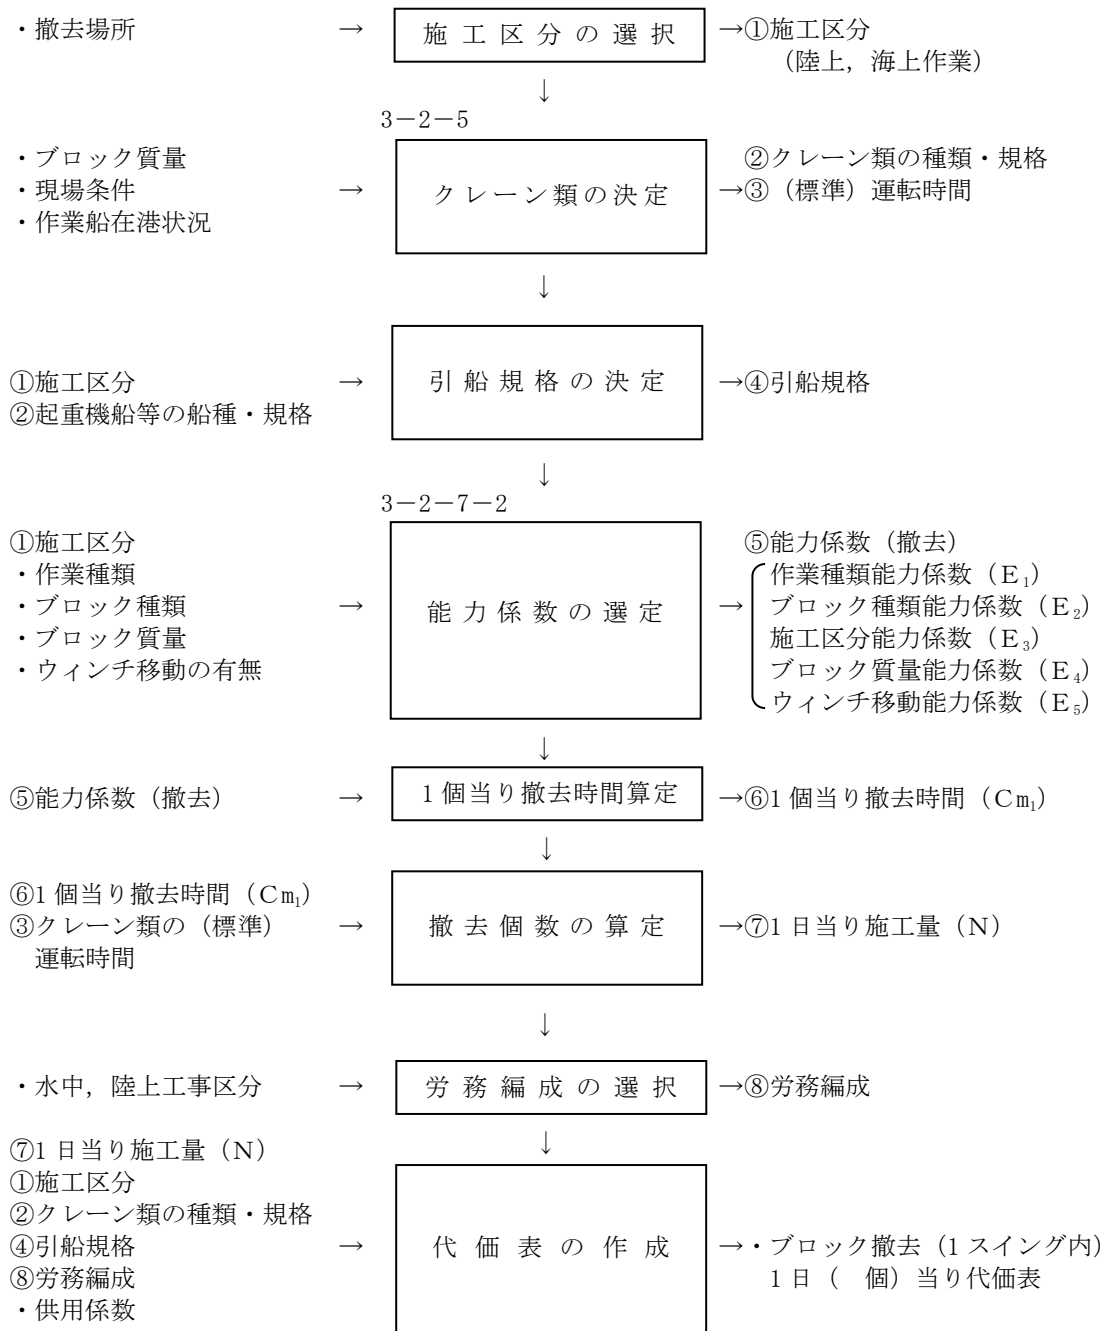 ・撤去場所 → 施工区分の選択 →①施工区分
（陸上，海上作業）
↓
3－2－5
・ブロック質量 ②クレーン類の種類・規格
・現場条件 → クレーン類の決定 →③（標準）運転時間
・作業船在港状況
↓
①施工区分 → 引船規格の決定 →④引船規格
②起重機船等の船種・規格
↓
3－2－7－2
①施工区分 ⑤能力係数（撤去）
・作業種類 作業種類能力係数（E₁）
・ブロック種類 → 能力係数の選定 → ブロック種類能力係数（E₂）
・ブロック質量 施工区分能力係数（E₃）
・ウィンチ移動の有無 ブロック質量能力係数（E₄）
ウィンチ移動能力係数（E₅）
↓
⑤能力係数（撤去） → 1個当り撤去時間算定 →⑥1個当り撤去時間（Cm₁）
↓
⑥1個当り撤去時間（Cm₁）
③クレーン類の（標準） → 撤去個数の算定 →⑦1日当り施工量（N）
運転時間
↓
・水中，陸上工事区分 → 労務編成の選択 →⑧労務編成
↓
⑦1日当り施工量（N）
①施工区分
②クレーン類の種類・規格
④引船規格 → 代価表の作成 →・ブロック撤去（1スイング内）
⑧労務編成 1日（　個）当り代価表
・供用係数